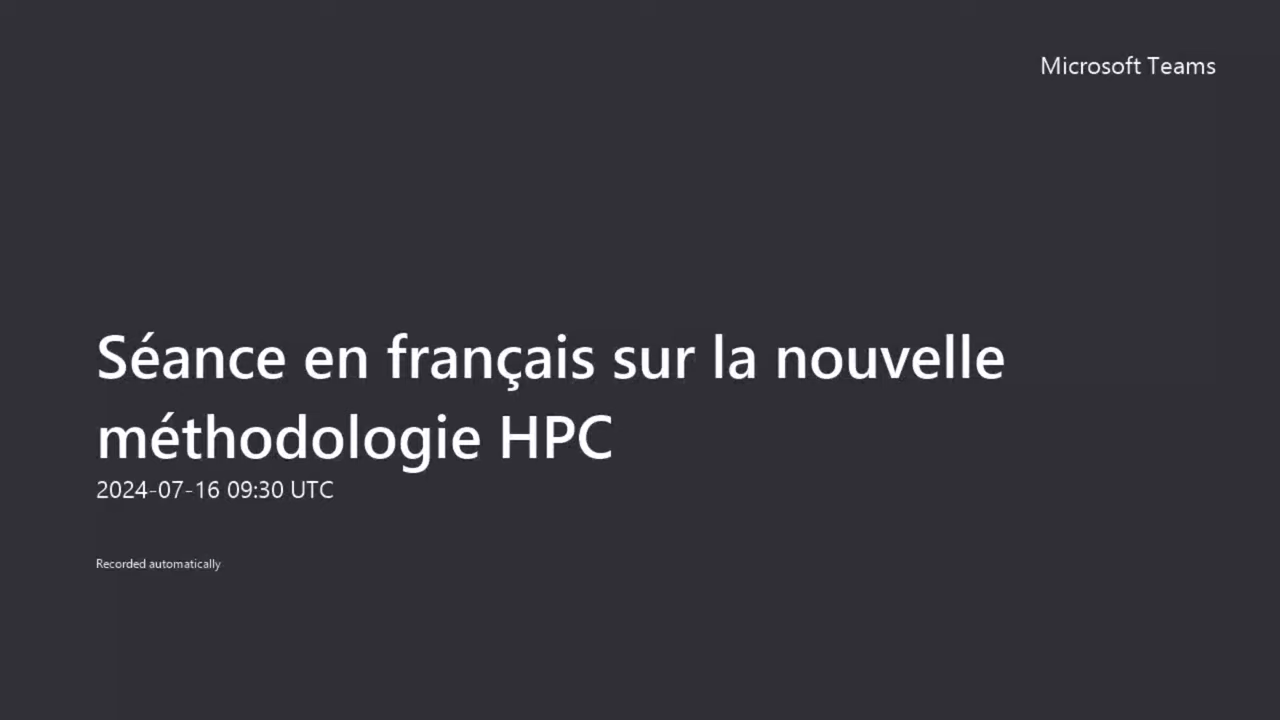 Microsoft Teams
Séance en français sur la nouvelle
méthodologie HPC
2024-07-16 09:30 UTC
Recorded automatically